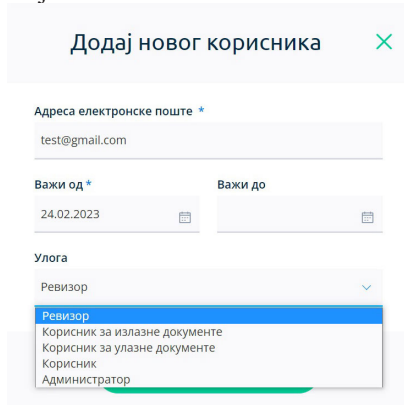 Додај новог корисника
Адреса електронске поште *
test@gmail.com
Важи од * Важи до
24.02.2023
Улога
Ревизор
Ревизор
Корисник за излазне документе
Корисник за улазне документе
Корисник
Администратор